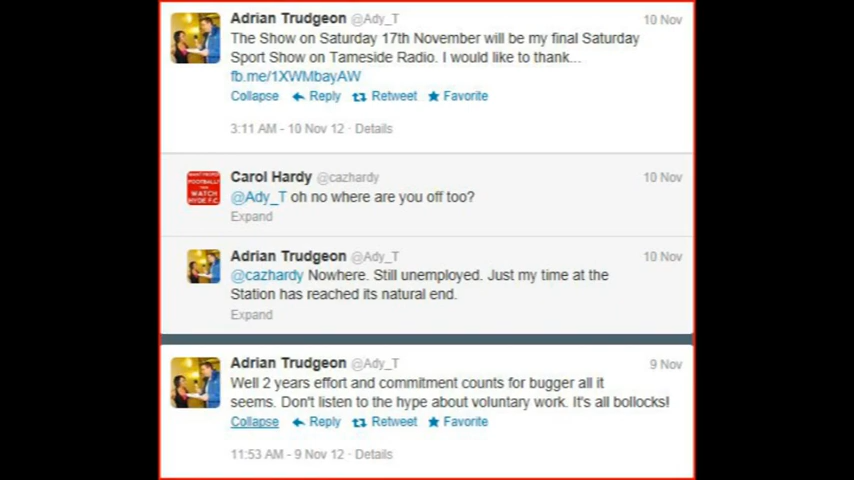 Adrian Trudgeon @Ady_T 10 Nov
The Show on Saturday 17th November will be my final Saturday
Sport Show on Tameside Radio. I would like to thank...
fb.me/1XWMbayAW
Collapse Reply Retweet Favorite
3:11 AM - 10 Nov 12 · Details
FOOTBALL?
WATCH
HYDE F.C
Carol Hardy @cazhardy 10 Nov
@Ady_T oh no where are you off too?
Expand
Adrian Trudgeon @Ady_T 10 Nov
@cazhardy Nowhere. Still unemployed. Just my time at the
Station has reached its natural end.
Expand
Adrian Trudgeon @Ady_T 9 Nov
Well 2 years effort and commitment counts for bugger all it
seems. Don't listen to the hype about voluntary work. It's all bollocks!
Collapse Reply Retweet Favorite
11:53 AM - 9 Nov 12 · Details